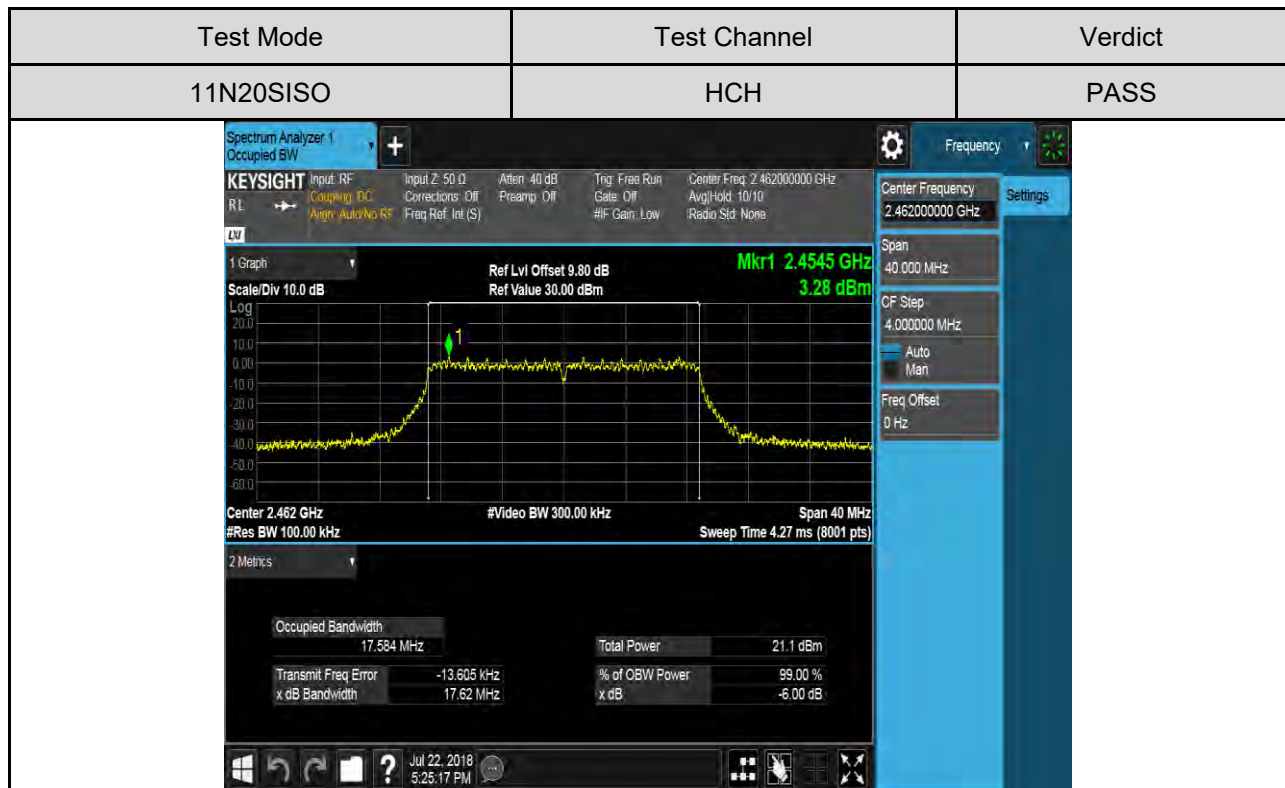 Test Mode Test Channel Verdict
11N20SISO HCH PASS
Spectrum Analyzer 1
Occupied BW
+
Frequency
KEYSIGHT Input: RF Input Z: 50 Ω Atten: 40 dB Trig: Free Run Center Freq: 2.462000000 GHz
RL Coupling: DC Corrections: Off Preamp: Off Gate: Off Avg|Hold: 10/10
Align: Auto/No RF Freq Ref: Int (S) #IF Gain: Low Radio Std: None
LXI
Center Frequency
2.462000000 GHz
Settings
Span
40.000 MHz
CF Step
4.000000 MHz
Auto
Man
Freq Offset
0 Hz
1 Graph
Ref Lvl Offset 9.80 dB Mkr1 2.4545 GHz
Scale/Div 10.0 dB Ref Value 30.00 dBm 3.28 dBm
Log
20.0
10.0
0.00
-10.0
-20.0
-30.0
-40.0
-50.0
-60.0
1
Center 2.462 GHz #Video BW 300.00 kHz Span 40 MHz
#Res BW 100.00 kHz Sweep Time 4.27 ms (8001 pts)
2 Metrics
Occupied Bandwidth
17.584 MHz Total Power 21.1 dBm
Transmit Freq Error -13.605 kHz % of OBW Power 99.00 %
x dB Bandwidth 17.62 MHz x dB -6.00 dB
? Jul 22, 2018
5:25:17 PM